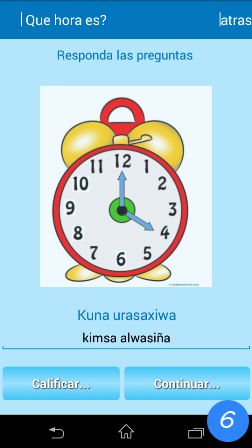 Que hora es?
atras
Responda las preguntas
12
11
1
10
2
9
3
8
4
7
5
6
Kuna urasaxiwa
kimsa alwasiña
Calificar...
Continuar...
6